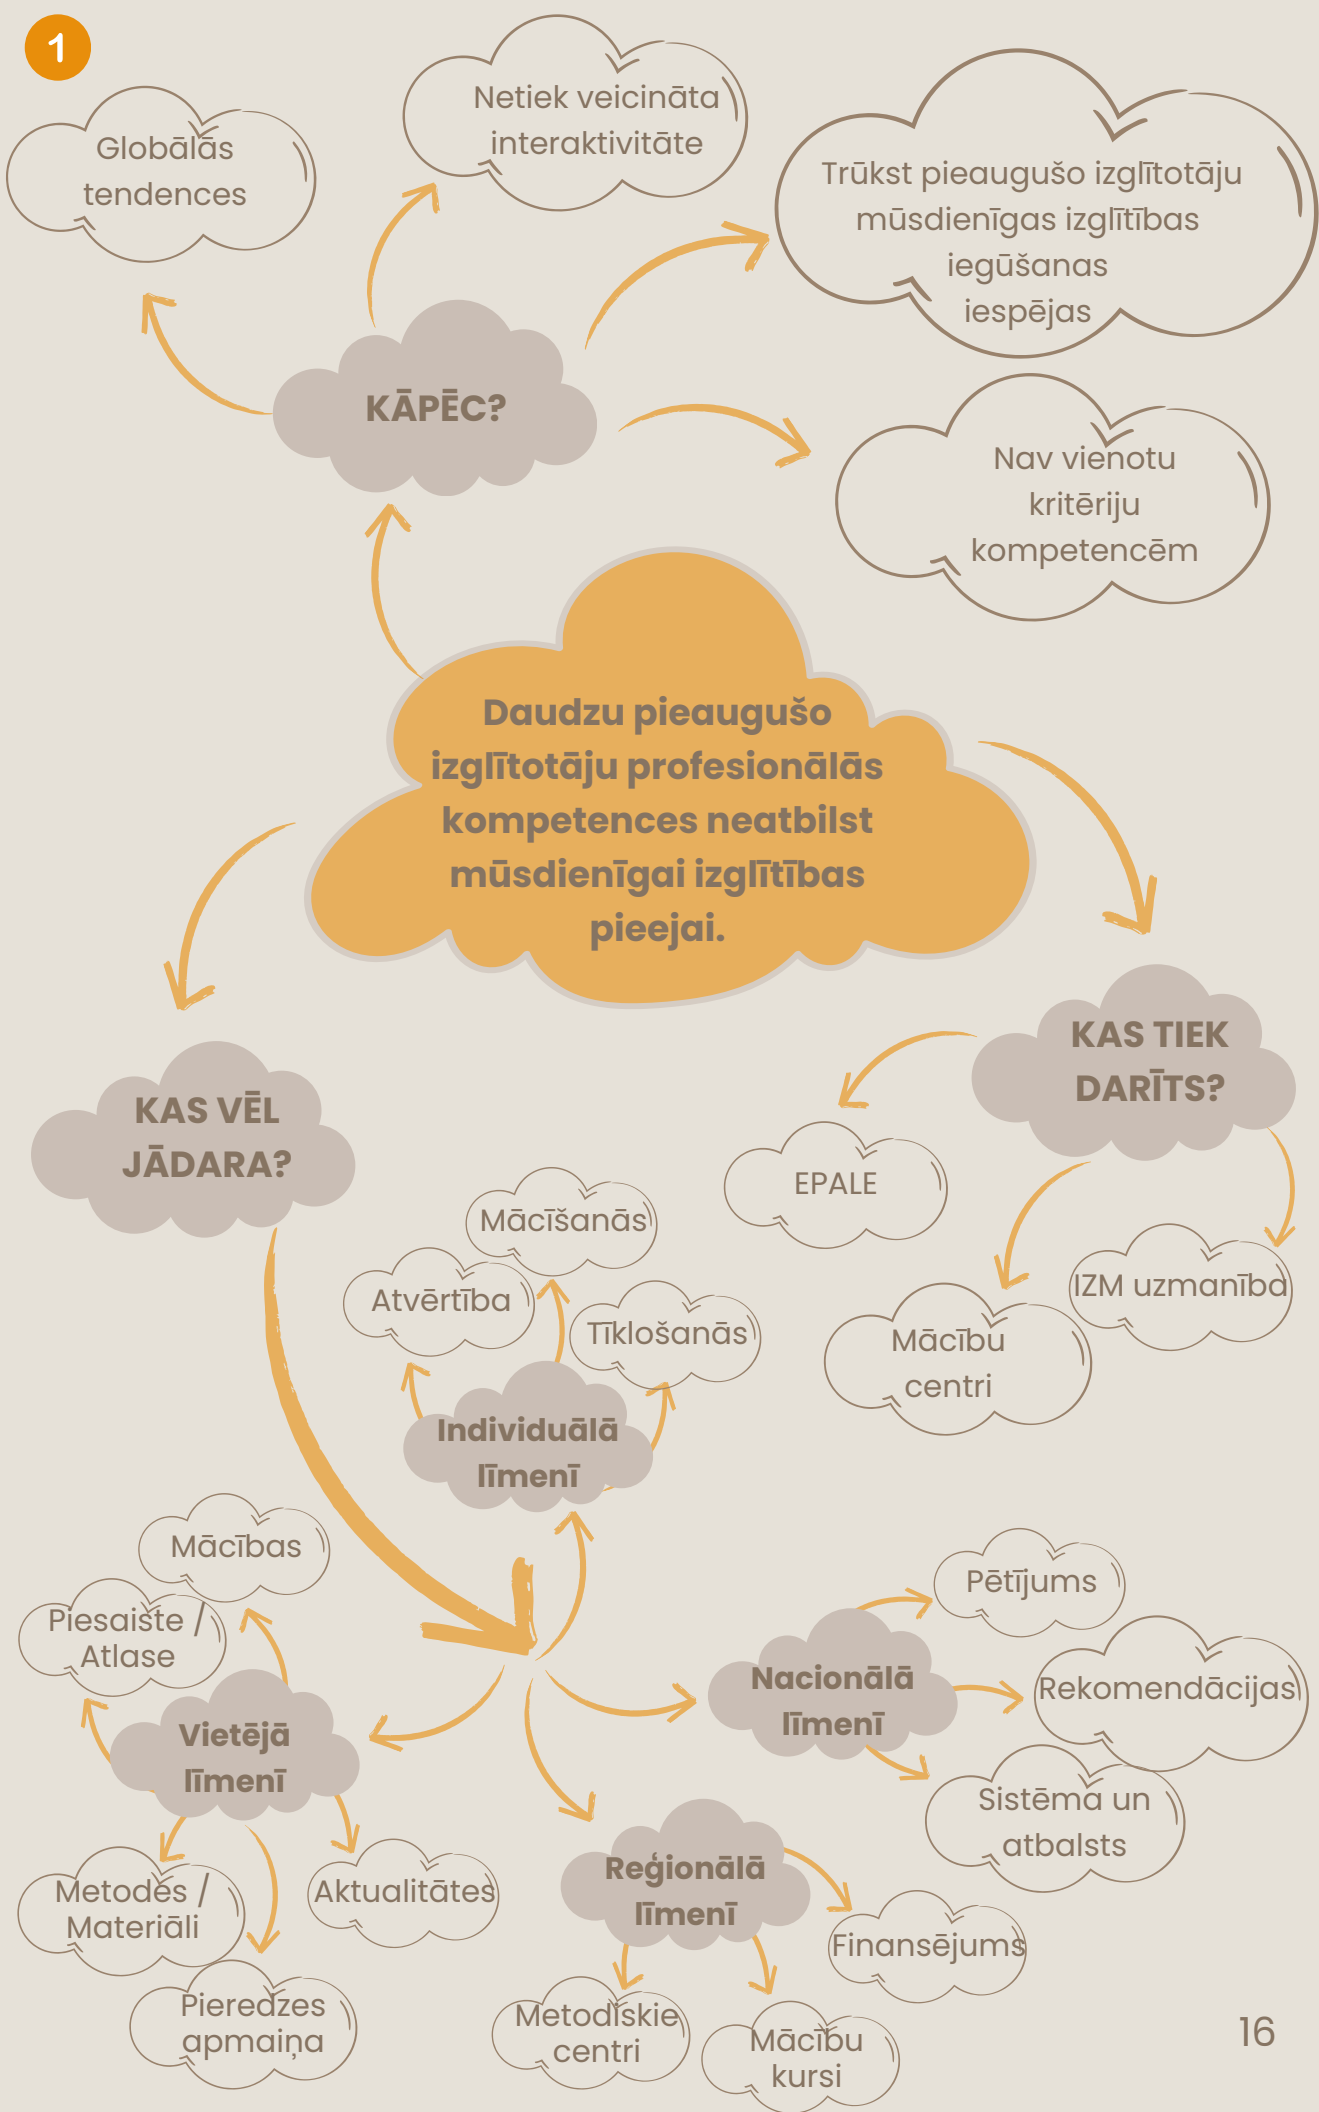 1
Globālās
tendences
Netiek veicināta
interaktivitāte
Trūkst pieaugušo izglītotāju
mūsdienīgas izglītības
iegūšanas
iespējas
KĀPĒC?
Nav vienotu
kritēriju
kompetencēm
Daudzu pieaugušo
izglītotāju profesionālās
kompetences neatbilst
mūsdienīgai izglītības
pieejai.
KAS TIEK
DARĪTS?
EPALE
Mācību
centri
IZM uzmanība
KAS VĒL
JĀDARA?
Individuālā
līmenī
Atvērtība
Mācīšanās
Tīklošanās
Vietējā
līmenī
Mācības
Piesaiste /
Atlase
Metodes /
Materiāli
Pieredzes
apmaiņa
Aktualitātes
Nacionālā
līmenī
Pētījums
Rekomendācijas
Sistēma un
atbalsts
Reģionālā
līmenī
Finansējums
Metodiskie
centri
Mācību
kursi
16